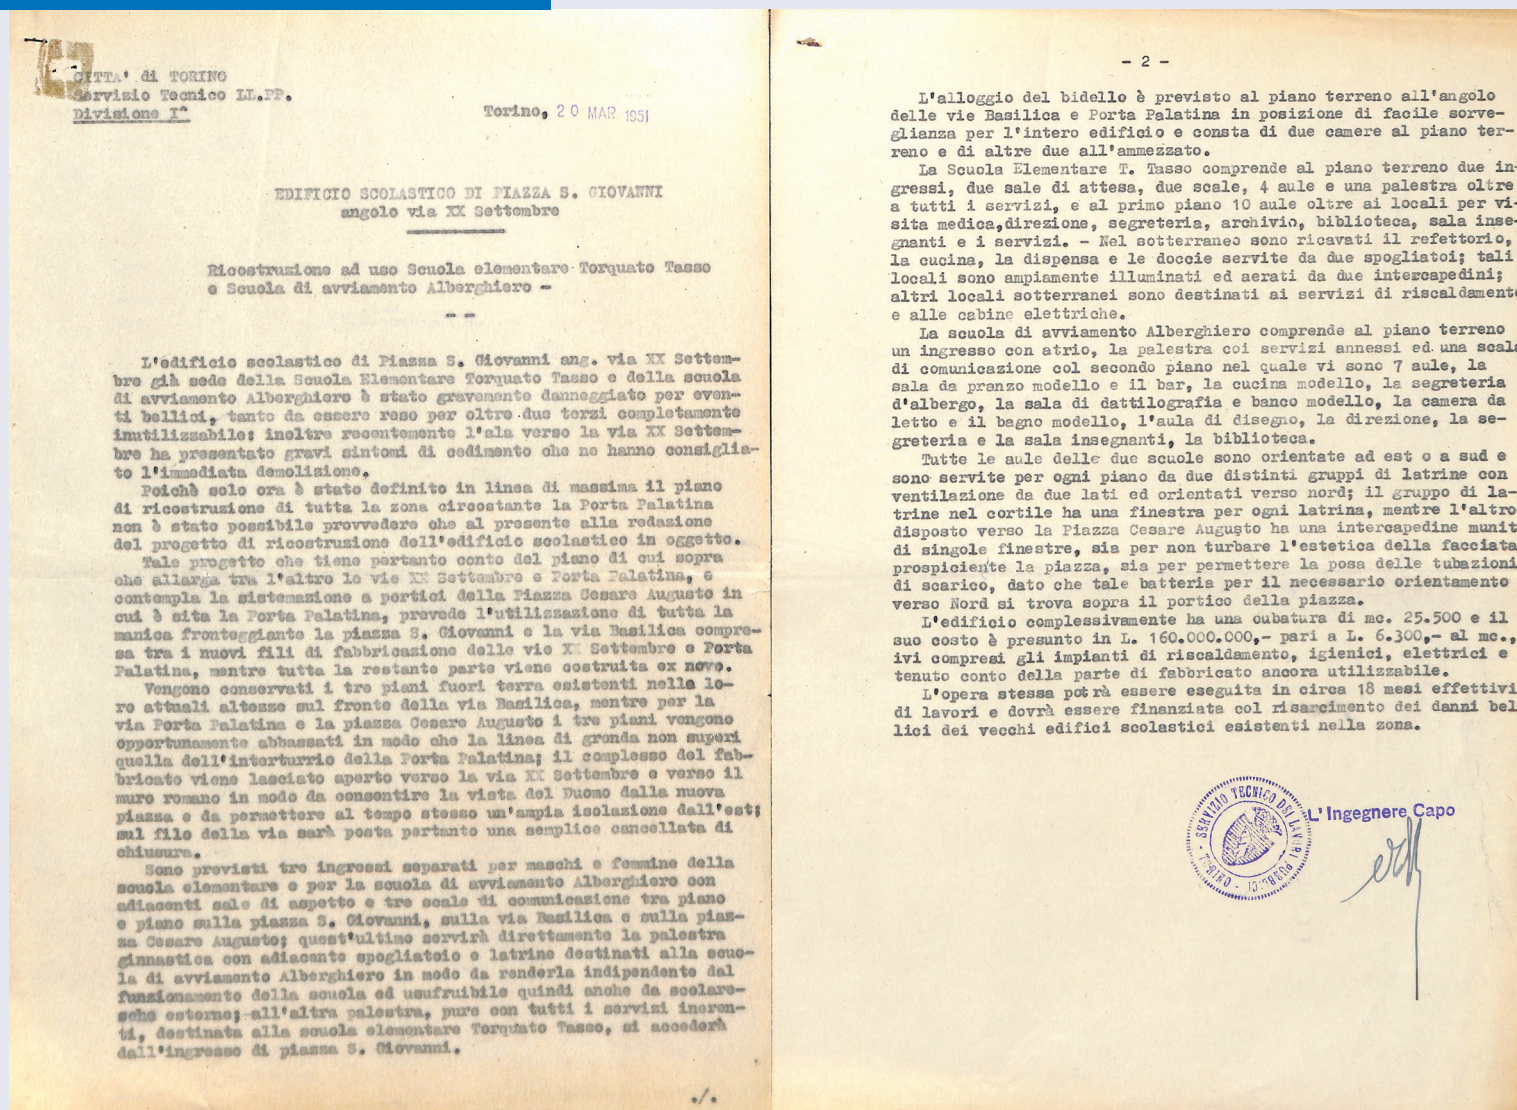 CITTA' di TORINO
Servizio Tecnico LL.PP.
Divisione Iª
Torino, 20 MAR 1951
EDIFICIO SCOLASTICO DI PIAZZA S. GIOVANNI
angolo via XX Settembre
Ricostruzione ad uso Scuola elementare Torquato Tasso
e Scuola di avviamento Alberghiero -
- -
L'edificio scolastico di Piazza S. Giovanni ang. via XX Settem-
bre già sede della Scuola Elementare Torquato Tasso e della scuola
di avviamento Alberghiero è stato gravemente danneggiato per even-
ti bellici, tanto da essere reso per oltre due terzi completamente
inutilizzabile; inoltre recentemente l'ala verso la via XX Settem-
bre ha presentato gravi sintomi di cedimento che ne hanno consiglia-
to l'immediata demolizione.
Poichè solo ora è stato definito in linea di massima il piano
di ricostruzione di tutta la zona circostante la Porta Palatina
non è stato possibile provvedere che al presente alla redazione
del progetto di ricostruzione dell'edificio scolastico in oggetto.
Tale progetto che tiene pertanto conto del piano di cui sopra
che allarga tra l'altro le vie XX Settembre e Porta Palatina, e
contempla la sistemazione a portici della Piazza Cesare Augusto in
cui è sita la Porta Palatina, prevede l'utilizzazione di tutta la
manica fronteggiante la piazza S. Giovanni e la via Basilica compre-
sa tra i nuovi fili di fabbricazione delle vie XX Settembre e Porta
Palatina, mentre tutta la restante parte viene costruita ex novo.
Vengono conservati i tre piani fuori terra esistenti nelle lo-
ro attuali altezze sul fronte della via Basilica, mentre per la
via Porta Palatina e la piazza Cesare Augusto i tre piani vengono
opportunamente abbassati in modo che la linea di gronda non superi
quella dell'interturrio della Porta Palatina; il complesso del fab-
bricato viene lasciato aperto verso la via XX Settembre e verso il
muro romano in modo da consentire la vista del Duomo dalla nuova
piazza e da permettere al tempo stesso un'ampia isolazione dall'est;
sul filo della via sarà posta pertanto una semplice cancellata di
chiusura.
Sono previsti tre ingressi separati per maschi e femmine della
scuola elementare e per la scuola di avviamento Alberghiero con
adiacenti sale di aspetto e tre scale di comunicazione tra piano
e piano sulla piazza S. Giovanni, sulla via Basilica e sulla piaz-
za Cesare Augusto; quest'ultimo servirà direttamente la palestra
ginnastica con adiacente spogliatoio e latrine destinati alla scuo-
la di avviamento Alberghiero in modo da renderla indipendente dal
funzionamento della scuola ed usufruibile quindi anche da scolare-
sche esterne; all'altra palestra, pure con tutti i servizi ineren-
ti, destinata alla scuola elementare Torquato Tasso, si accederà
dall'ingresso di piazza S. Giovanni.
./.
- 2 -
L'alloggio del bidello è previsto al piano terreno all'angolo
delle vie Basilica e Porta Palatina in posizione di facile sorve-
glianza per l'intero edificio e consta di due camere al piano ter-
reno e di altre due all'ammezzato.
La Scuola Elementare T. Tasso comprende al piano terreno due in-
gressi, due sale di attesa, due scale, 4 aule e una palestra oltre
a tutti i servizi, e al primo piano 10 aule oltre ai locali per vi-
sita medica,direzione, segreteria, archivio, biblioteca, sala inse-
gnanti e i servizi. - Nel sotterraneo sono ricavati il refettorio,
la cucina, la dispensa e le doccie servite da due spogliatoi; tali
locali sono ampiamente illuminati ed aerati da due intercapedini;
altri locali sotterranei sono destinati ai servizi di riscaldament
e alle cabine elettriche.
La scuola di avviamento Alberghiero comprende al piano terreno
un ingresso con atrio, la palestra coi servizi annessi ed una scala
di comunicazione col secondo piano nel quale vi sono 7 aule, la
sala da pranzo modello e il bar, la cucina modello, la segreteria
d'albergo, la sala di dattilografia e banco modello, la camera da
letto e il bagno modello, l'aula di disegno, la direzione, la se-
greteria e la sala insegnanti, la biblioteca.
Tutte le aule delle due scuole sono orientate ad est o a sud e
sono servite per ogni piano da due distinti gruppi di latrine con
ventilazione da due lati ed orientati verso nord; il gruppo di la-
trine nel cortile ha una finestra per ogni latrina, mentre l'altro
disposto verso la Piazza Cesare Augusto ha una intercapedine munit
di singole finestre, sia per non turbare l'estetica della facciata
prospiciente la piazza, sia per permettere la posa delle tubazioni
di scarico, dato che tale batteria per il necessario orientamento
verso Nord si trova sopra il portico della piazza.
L'edificio complessivamente ha una cubatura di mc. 25.500 e il
suo costo è presunto in L. 160.000.000,- pari a L. 6.300,- al mc.,
ivi compresi gli impianti di riscaldamento, igienici, elettrici e
tenuto conto della parte di fabbricato ancora utilizzabile.
L'opera stessa potrà essere eseguita in circa 18 mesi effettivi
di lavori e dovrà essere finanziata col risarcimento dei danni bel
lici dei vecchi edifici scolastici esistenti nella zona.
SERVIZIO TECNICO DEI LAVORI PUBBLICI - TORINO -
L'Ingegnere Capo